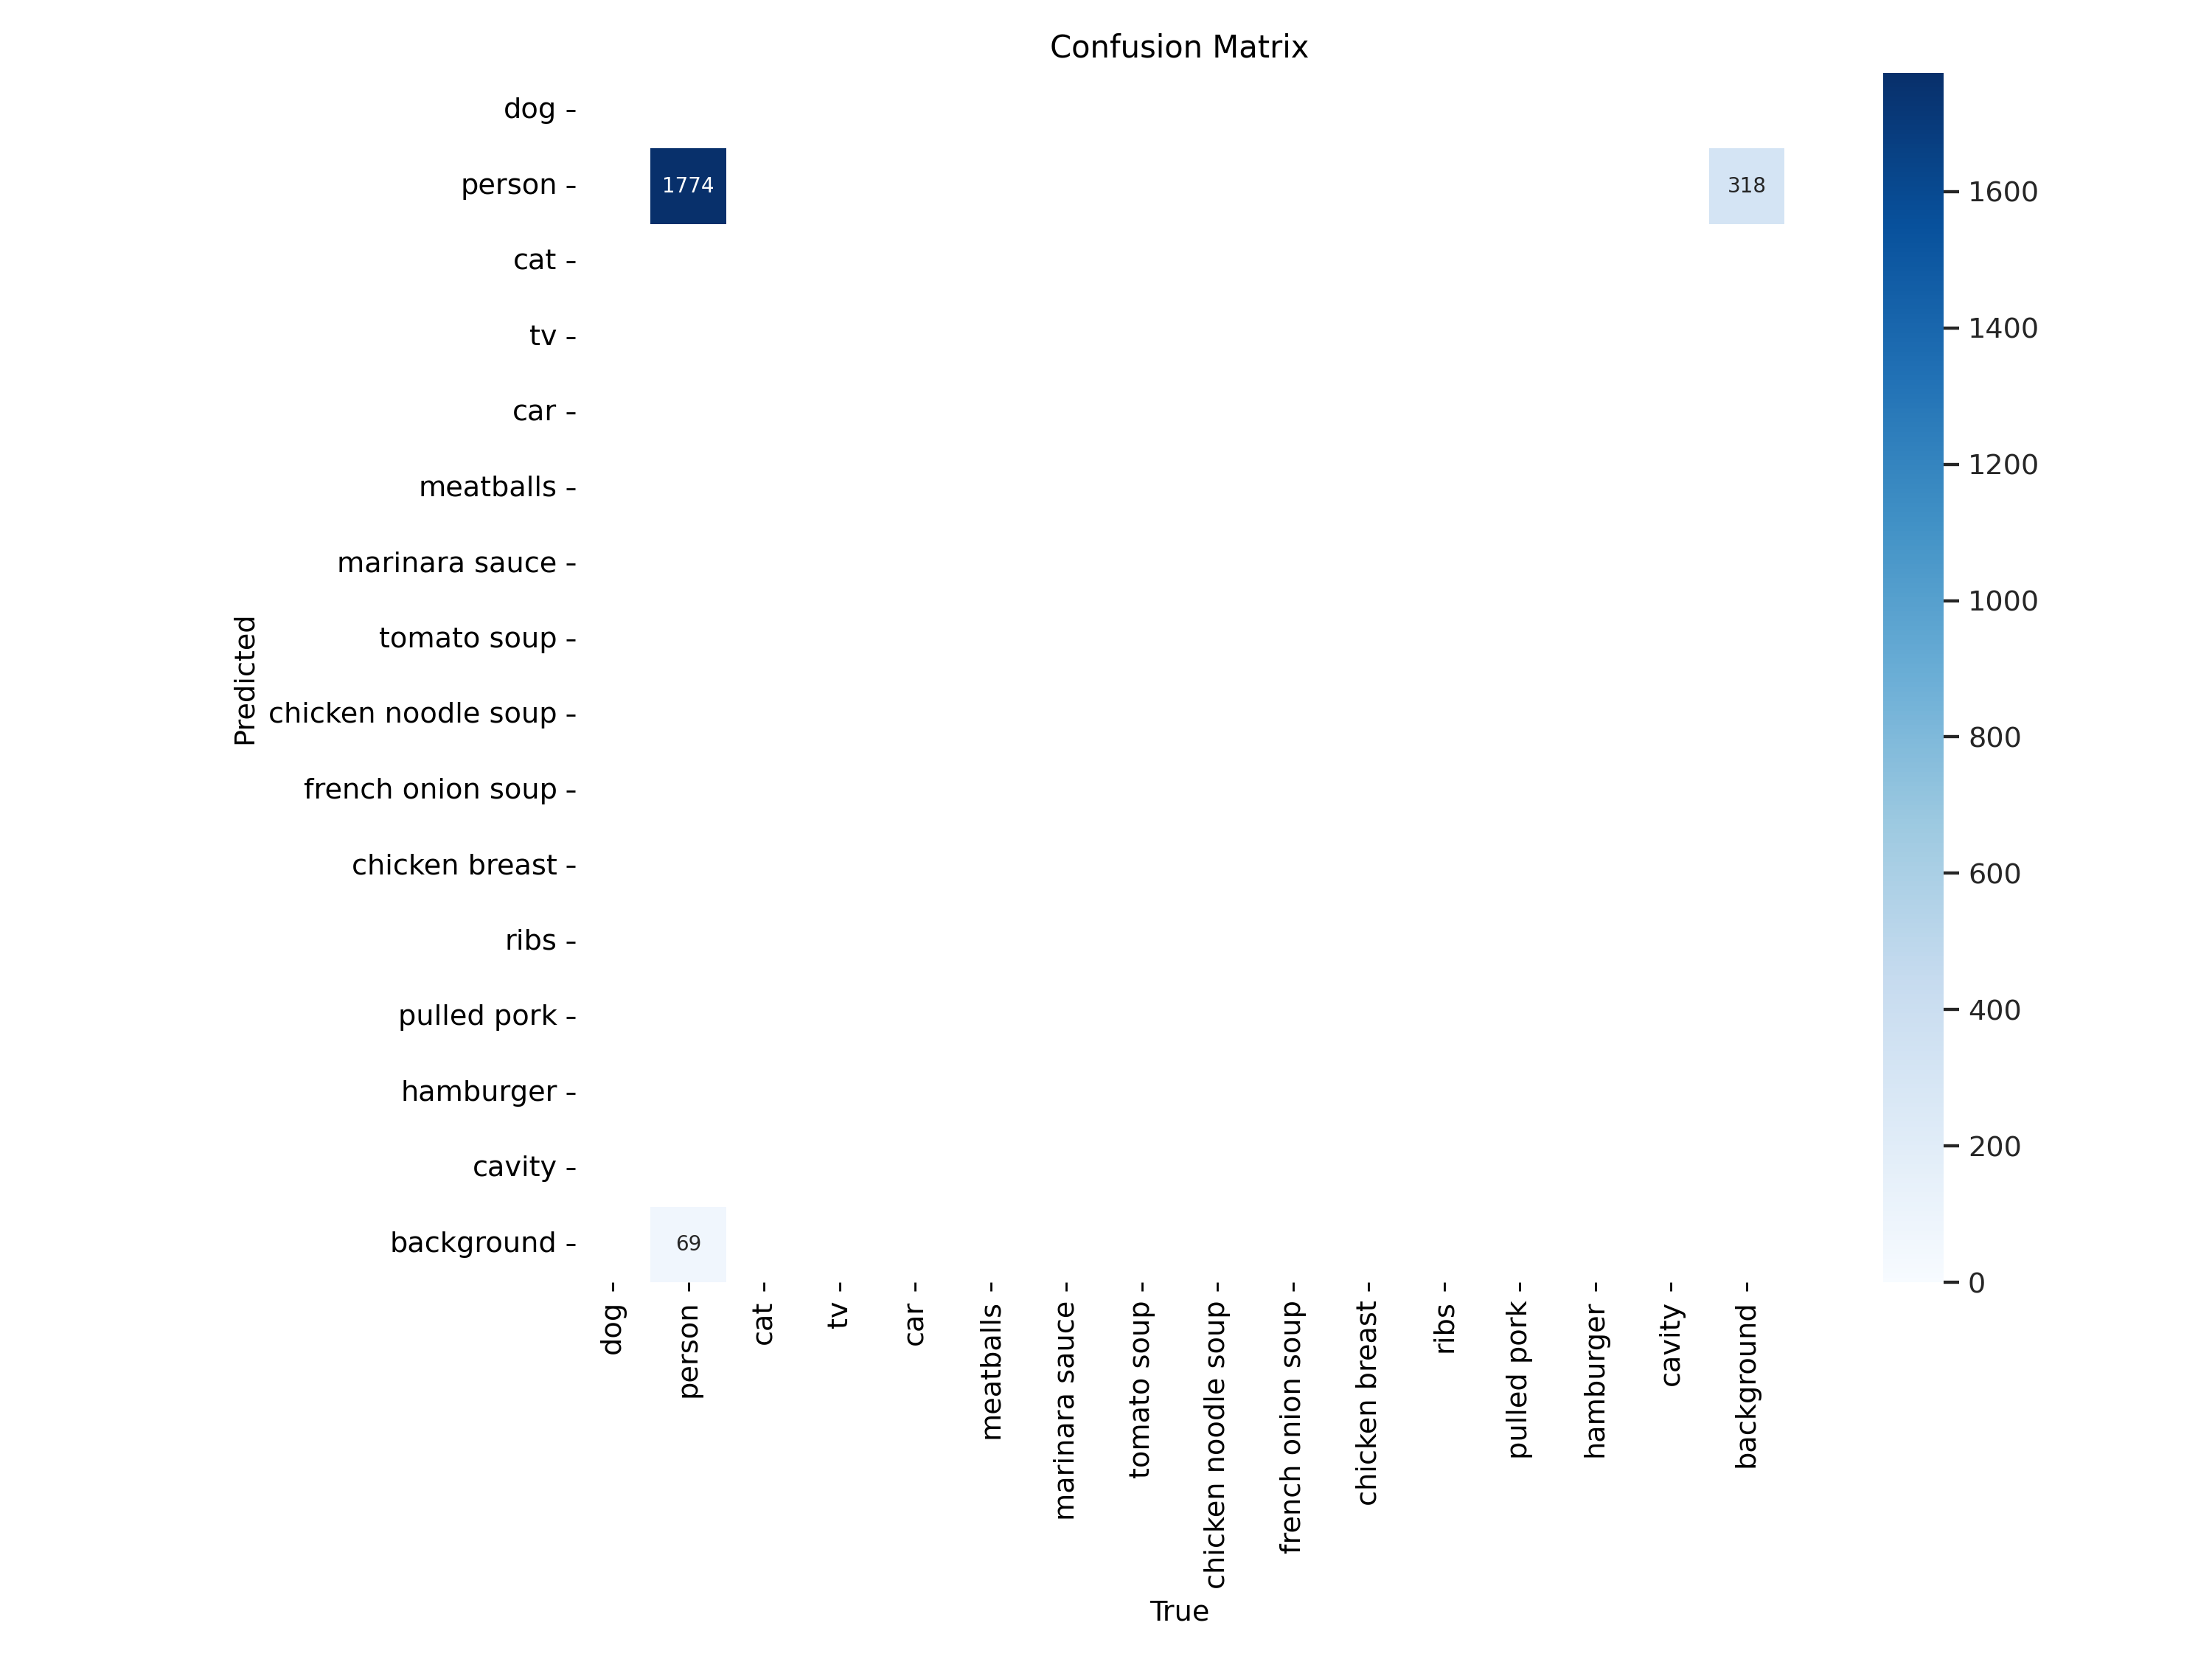 Confusion Matrix
dog
person
cat
tv
car
meatballs
marinara sauce
tomato soup
chicken noodle soup
french onion soup
chicken breast
ribs
pulled pork
hamburger
cavity
background
Predicted
1774
318
69
dog
person
cat
tv
car
meatballs
marinara sauce
tomato soup
chicken noodle soup
french onion soup
chicken breast
ribs
pulled pork
hamburger
cavity
background
True
1600
1400
1200
1000
800
600
400
200
0